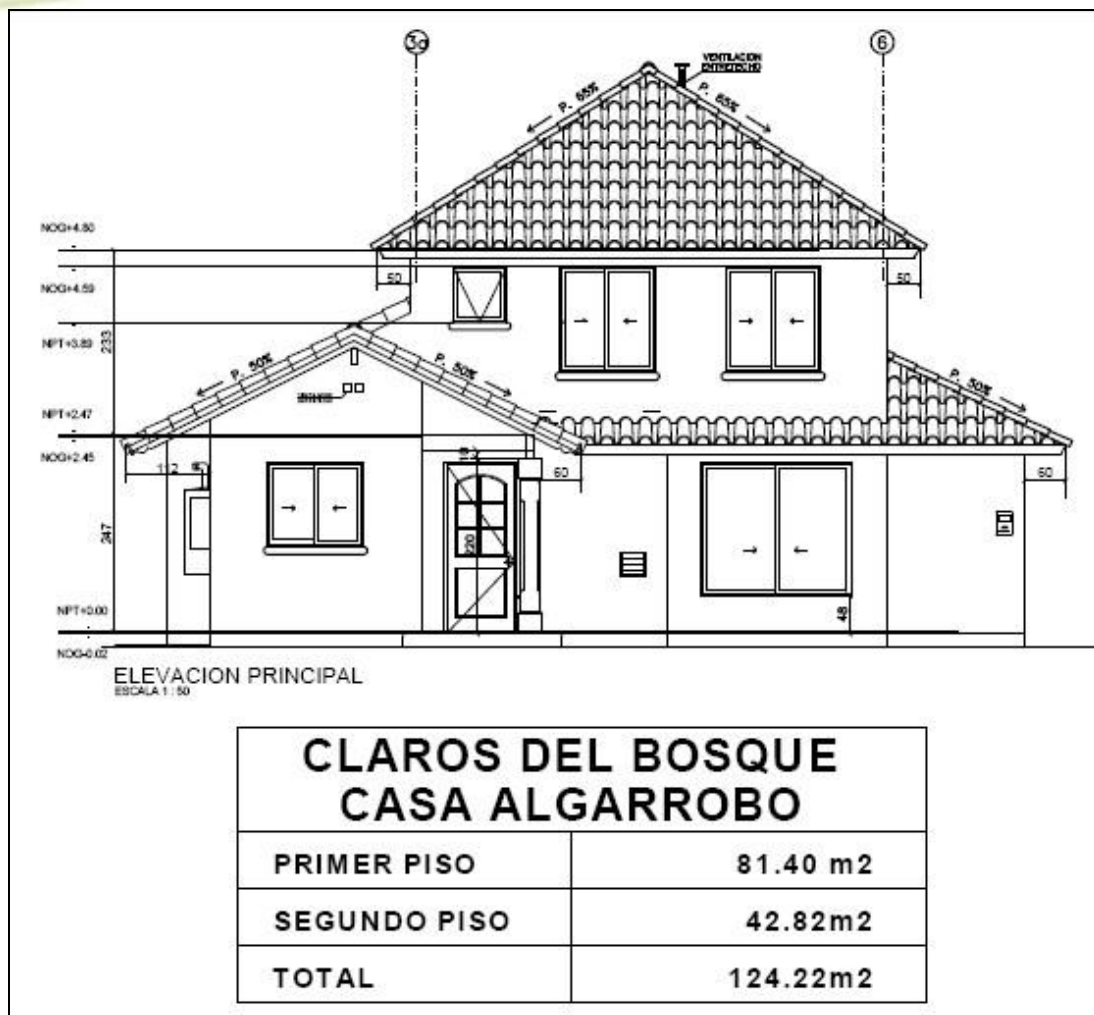 3a
6
VENTILACION
ENTRETECHO
P. 65%
P. 65%
NOG+4.80
50
50
NOG+4.59
NPT+3.89
233
P. 50%
P. 50%
P. 50%
NPT+2.47
NOG+2.45
112
60
60
247
220
48
NPT+0.00
NOG-0.02
ELEVACION PRINCIPAL
ESCALA 1 : 50
CLAROS DEL BOSQUE
CASA ALGARROBO
PRIMER PISO 81.40 m2
SEGUNDO PISO 42.82m2
TOTAL 124.22m2